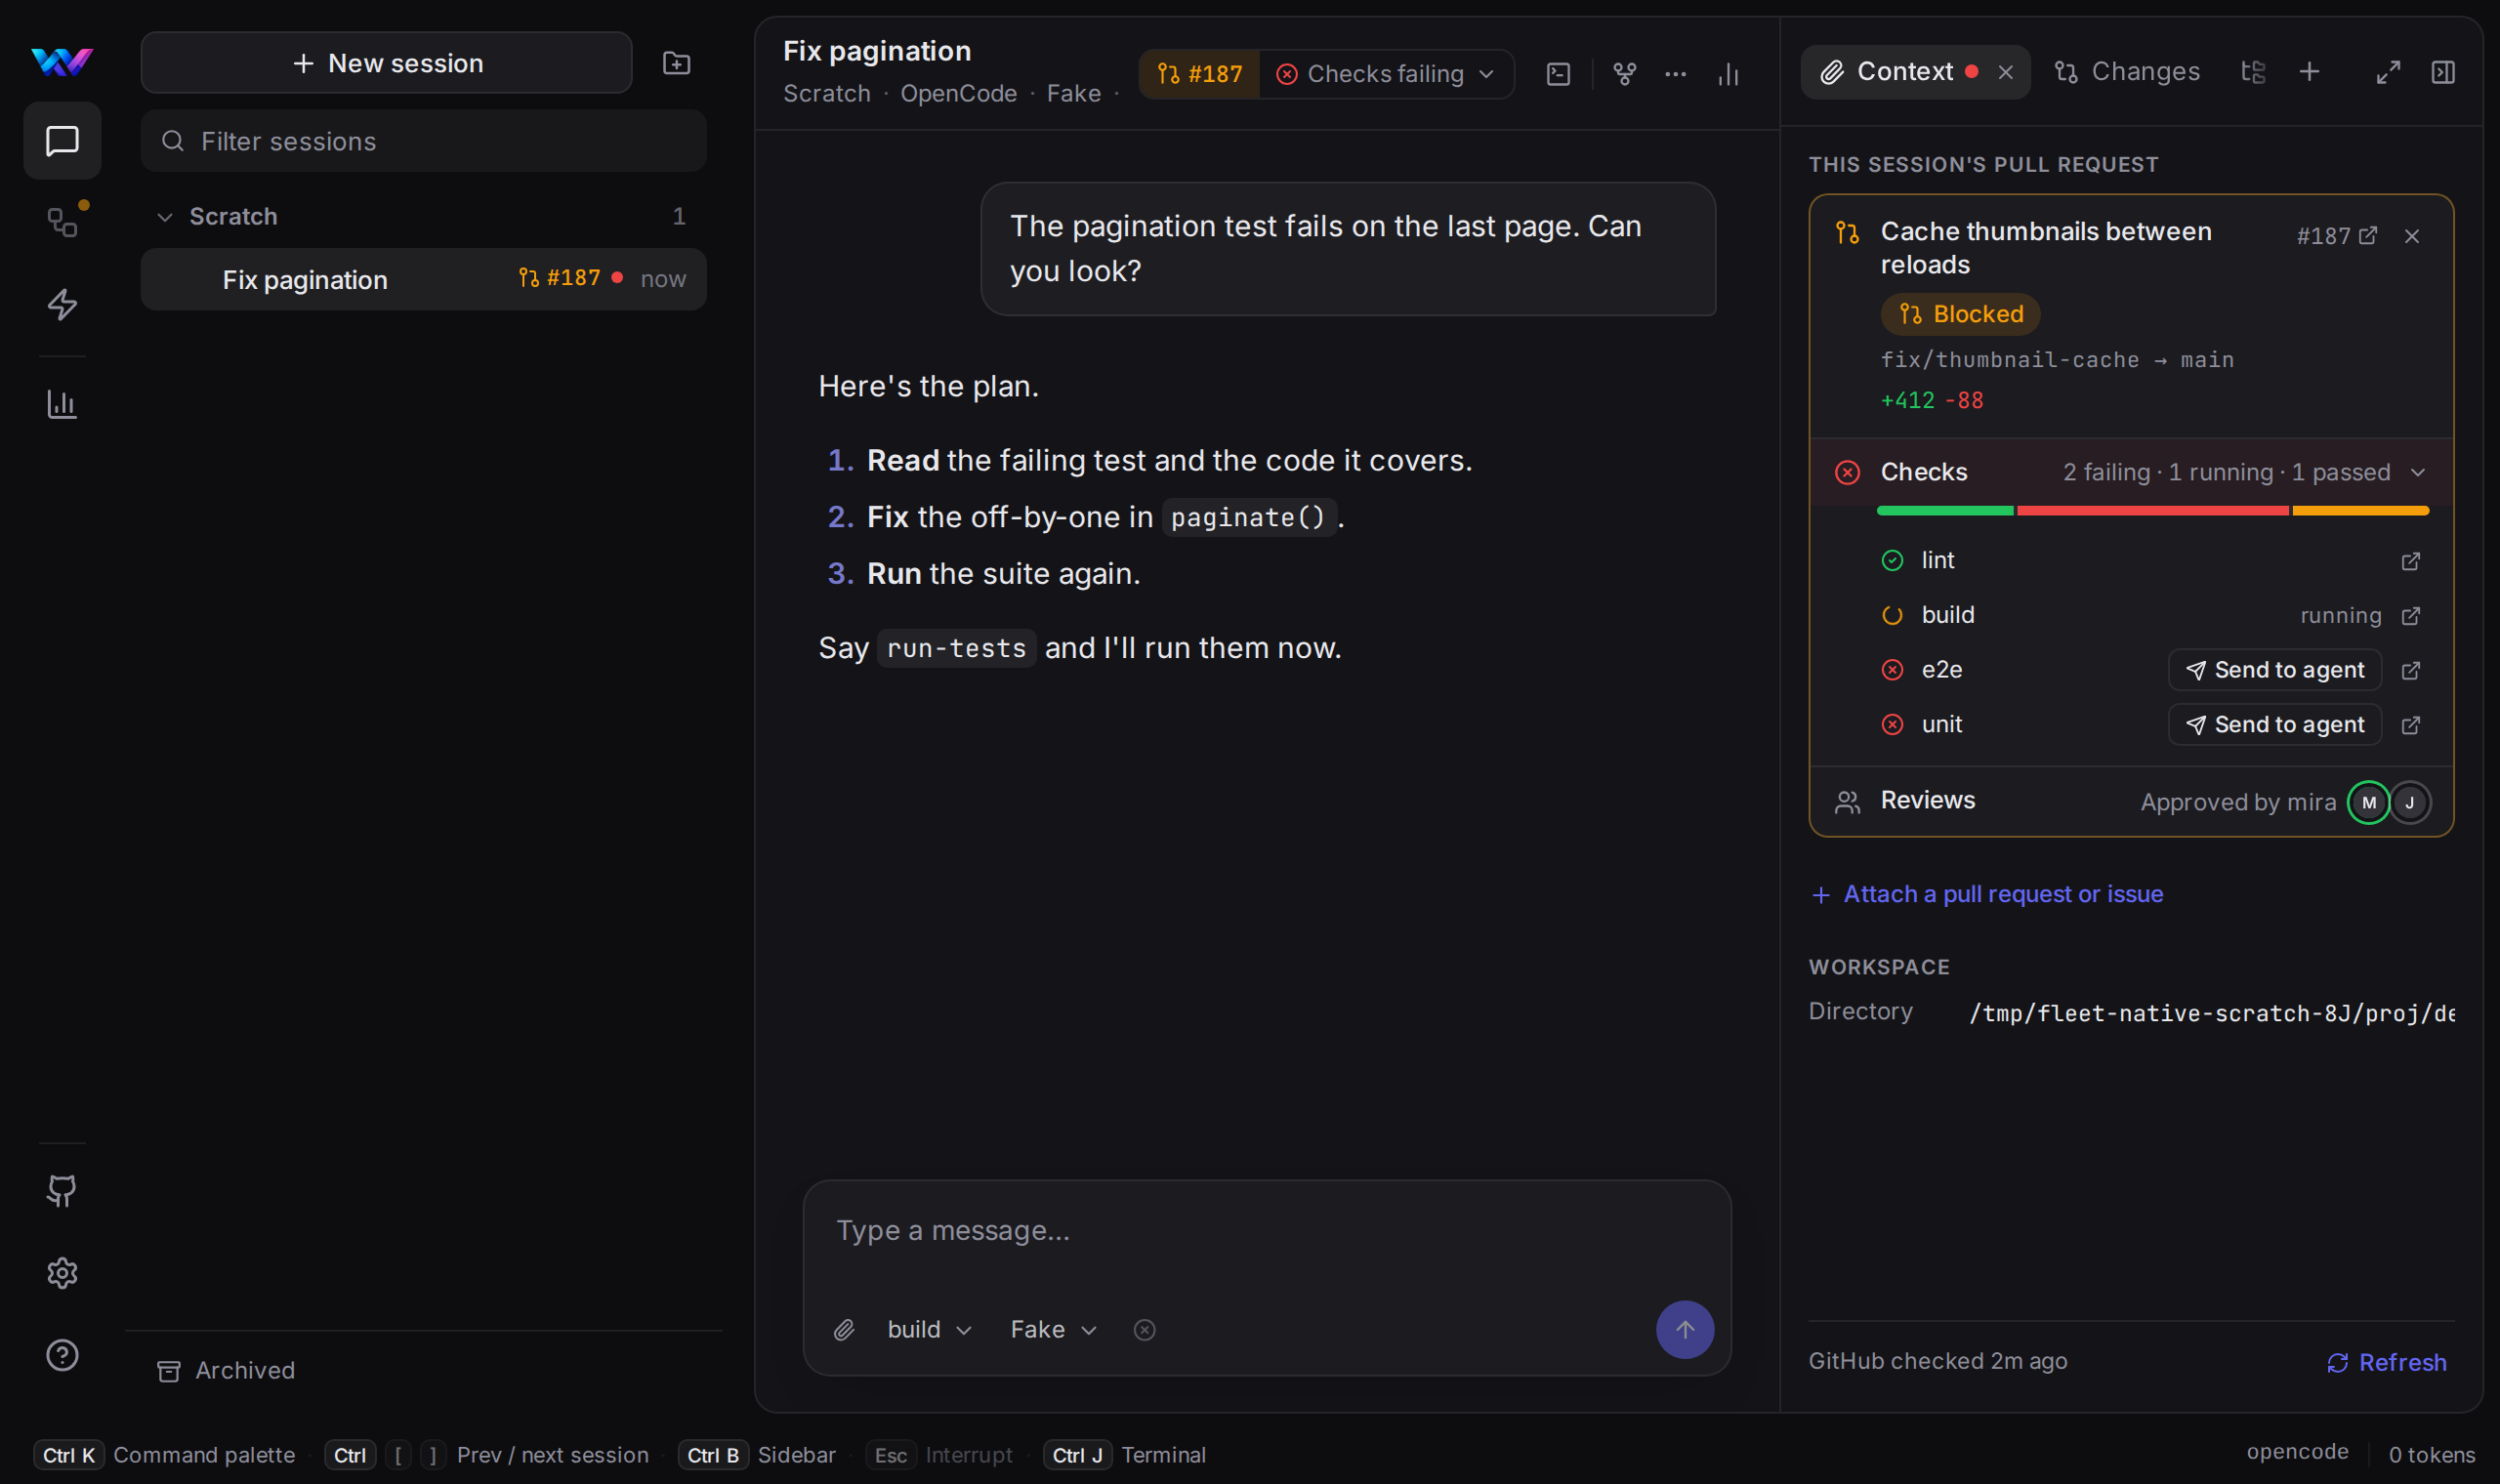 New session
Filter sessions
Scratch 1
Fix pagination #187 now
Archived
Fix pagination
Scratch · OpenCode · Fake ·
#187 Checks failing
The pagination test fails on the last page. Can
you look?
Here's the plan.
1. Read the failing test and the code it covers.
2. Fix the off-by-one in paginate().
3. Run the suite again.
Say run-tests and I'll run them now.
Type a message...
build Fake
Context Changes
THIS SESSION'S PULL REQUEST
Cache thumbnails between
reloads
#187
Blocked
fix/thumbnail-cache → main
+412 -88
Checks 2 failing · 1 running · 1 passed
lint
build running
e2e Send to agent
unit Send to agent
Reviews Approved by mira M J
+ Attach a pull request or issue
WORKSPACE
Directory /tmp/fleet-native-scratch-8J/proj/de
GitHub checked 2m ago Refresh
Ctrl K Command palette · Ctrl [ ] Prev / next session · Ctrl B Sidebar · Esc Interrupt · Ctrl J Terminal
opencode 0 tokens